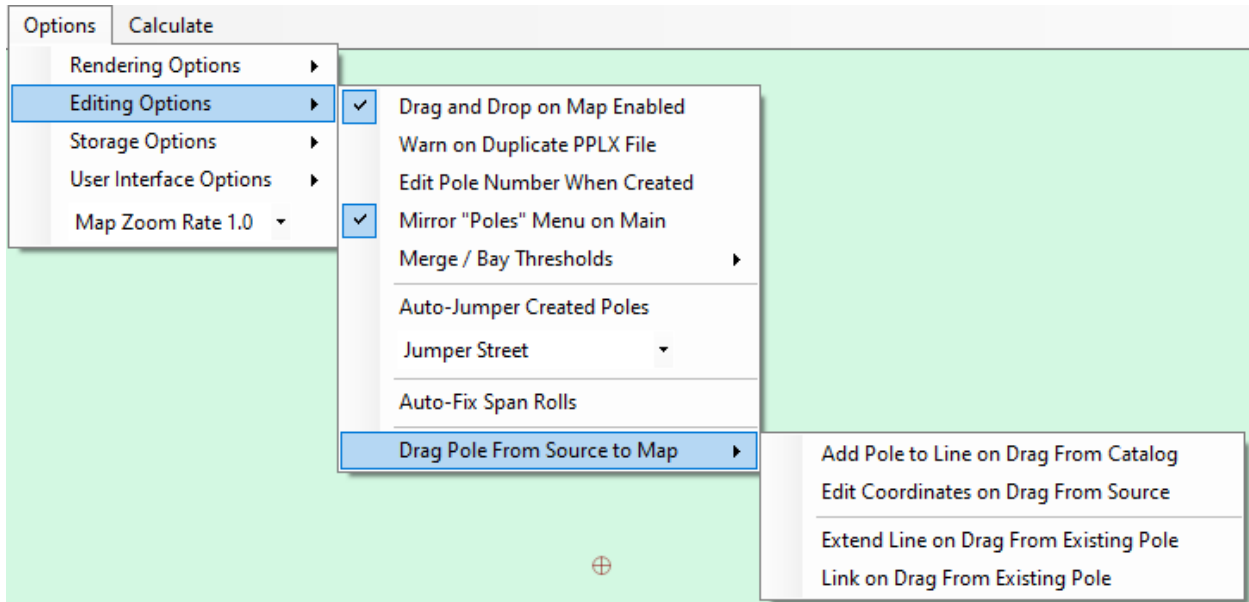 Options Calculate
Rendering Options
Editing Options
Storage Options
User Interface Options
Map Zoom Rate 1.0
Drag and Drop on Map Enabled
Warn on Duplicate PPLX File
Edit Pole Number When Created
Mirror "Poles" Menu on Main
Merge / Bay Thresholds
Auto-Jumper Created Poles
Jumper Street
Auto-Fix Span Rolls
Drag Pole From Source to Map
Add Pole to Line on Drag From Catalog
Edit Coordinates on Drag From Source
Extend Line on Drag From Existing Pole
Link on Drag From Existing Pole